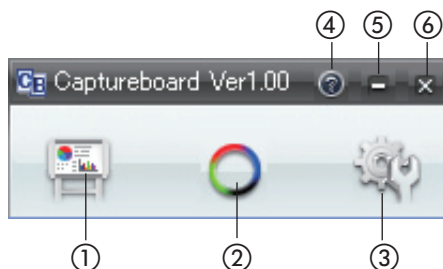 ④ ⑤ ⑥
CB Captureboard Ver1.00 ?
① ② ③